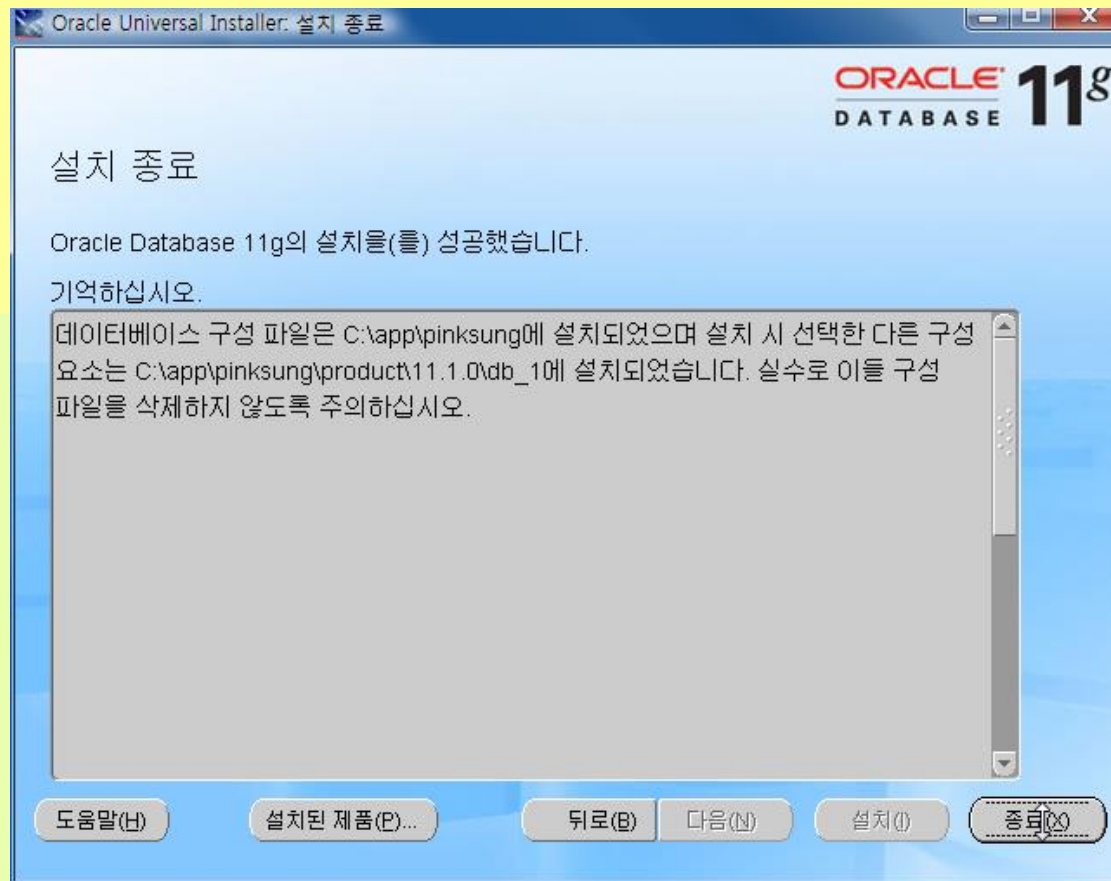 Oracle Universal Installer: 설치 종료
ORACLE 11g
DATABASE
설치 종료
Oracle Database 11g의 설치을(를) 성공했습니다.
기억하십시오.
데이터베이스 구성 파일은 C:\app\pinksung에 설치되었으며 설치 시 선택한 다른 구성
요소는 C:\app\pinksung\product\11.1.0\db_1에 설치되었습니다. 실수로 이들 구성
파일을 삭제하지 않도록 주의하십시오.
도움말(H) 설치된 제품(P)... 뒤로(B) 다음(N) 설치(I) 종료(X)